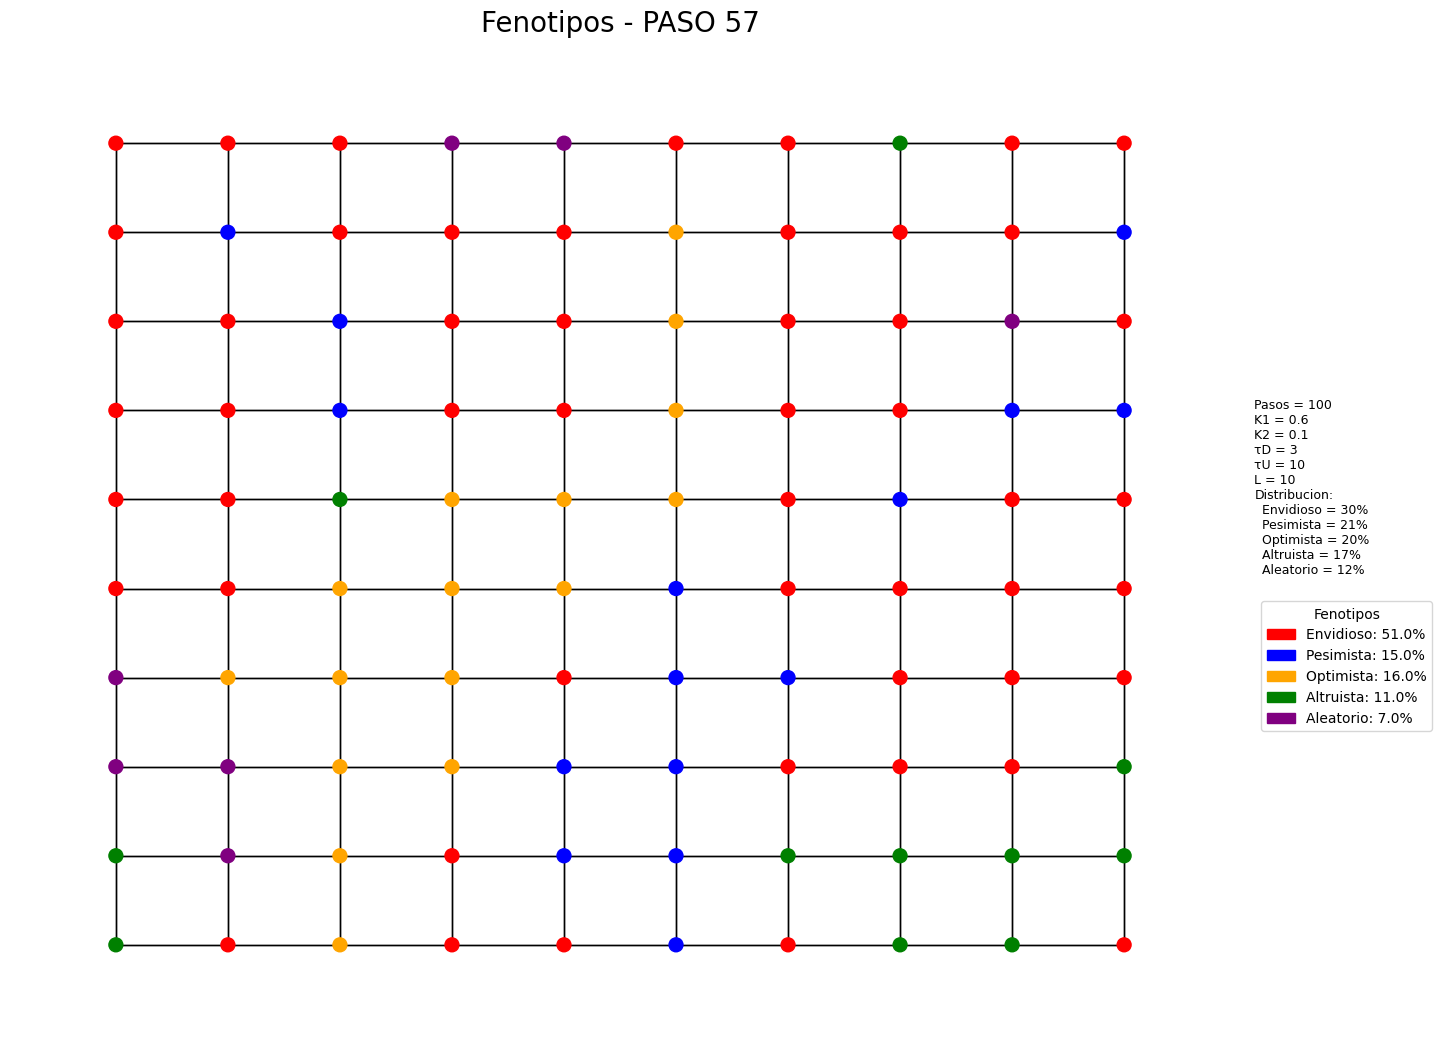 Fenotipos - PASO 57
Pasos = 100
K1 = 0.6
K2 = 0.1
τD = 3
τU = 10
L = 10
Distribucion:
Envidioso = 30%
Pesimista = 21%
Optimista = 20%
Altruista = 17%
Aleatorio = 12%
Fenotipos
Envidioso: 51.0%
Pesimista: 15.0%
Optimista: 16.0%
Altruista: 11.0%
Aleatorio: 7.0%